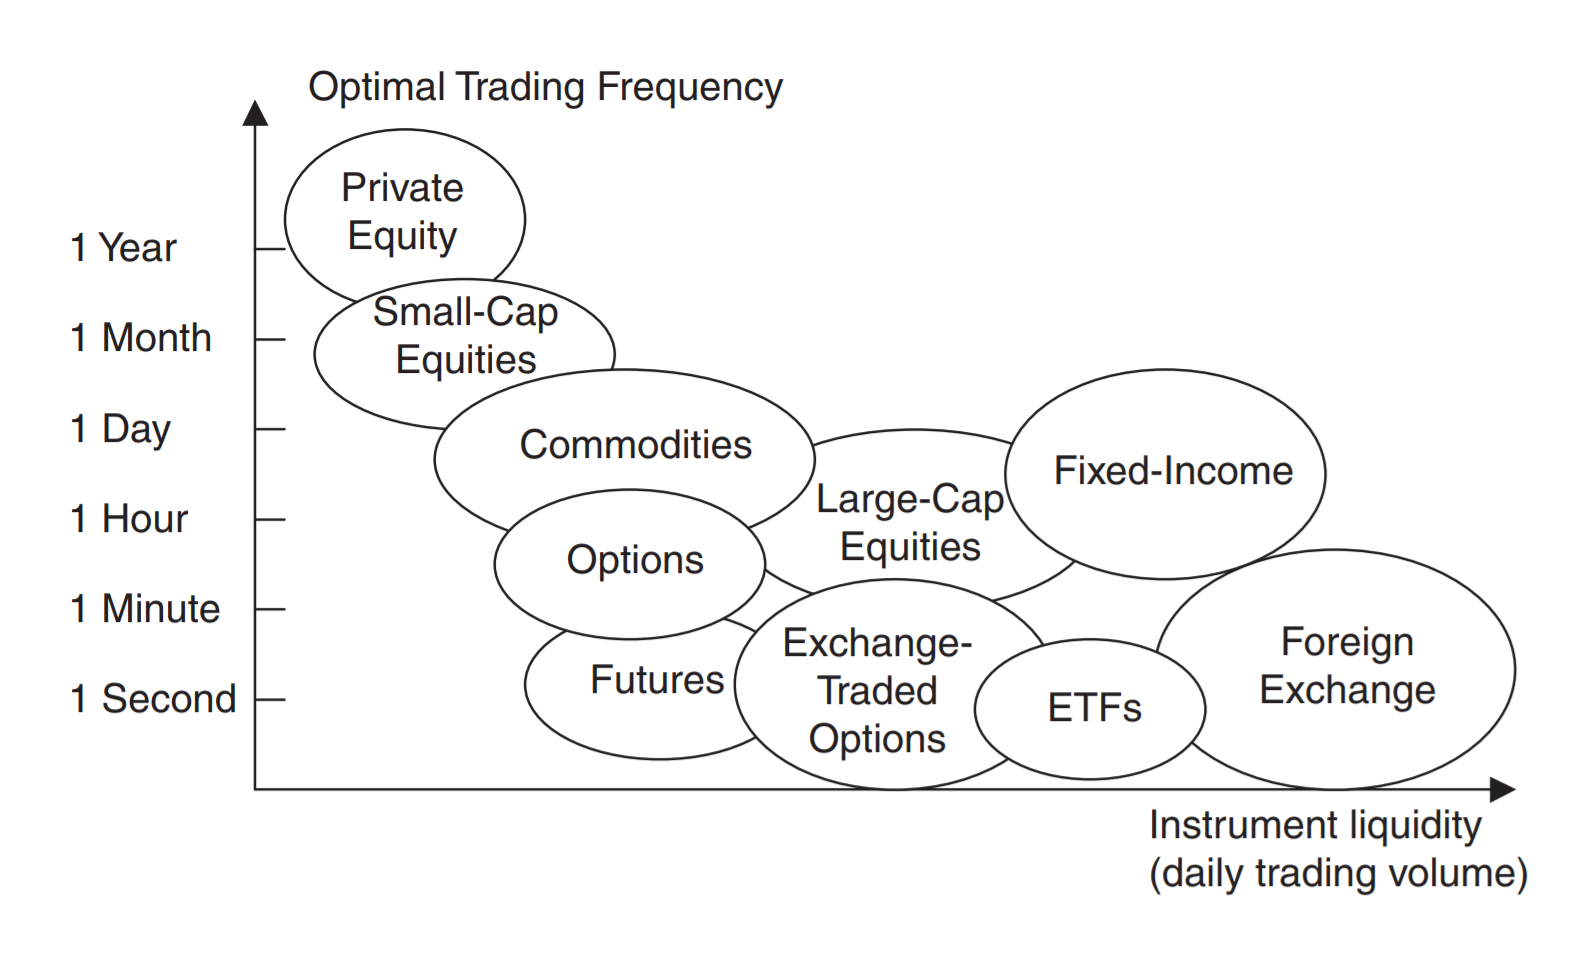 Optimal Trading Frequency
Private
Equity
1 Year
Small-Cap
Equities
1 Month
1 Day
Commodities
Large-Cap
Equities
Fixed-Income
1 Hour
Options
1 Minute
Futures
Exchange-
Traded
Options
ETFs
Foreign
Exchange
1 Second
Instrument liquidity
(daily trading volume)